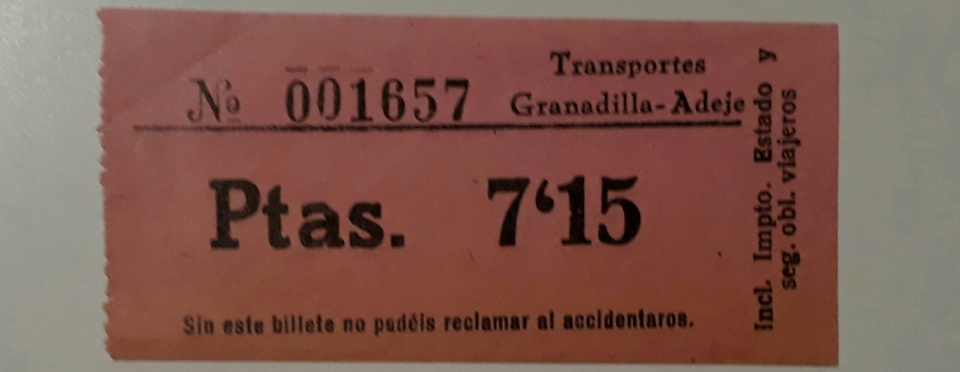 Nº 001657
Transportes
Granadilla-Adeje
Ptas. 7‘15
Sin este billete no podéis reclamar al accidentaros.
Incl. Impto. Estado y
seg. obl. viajeros